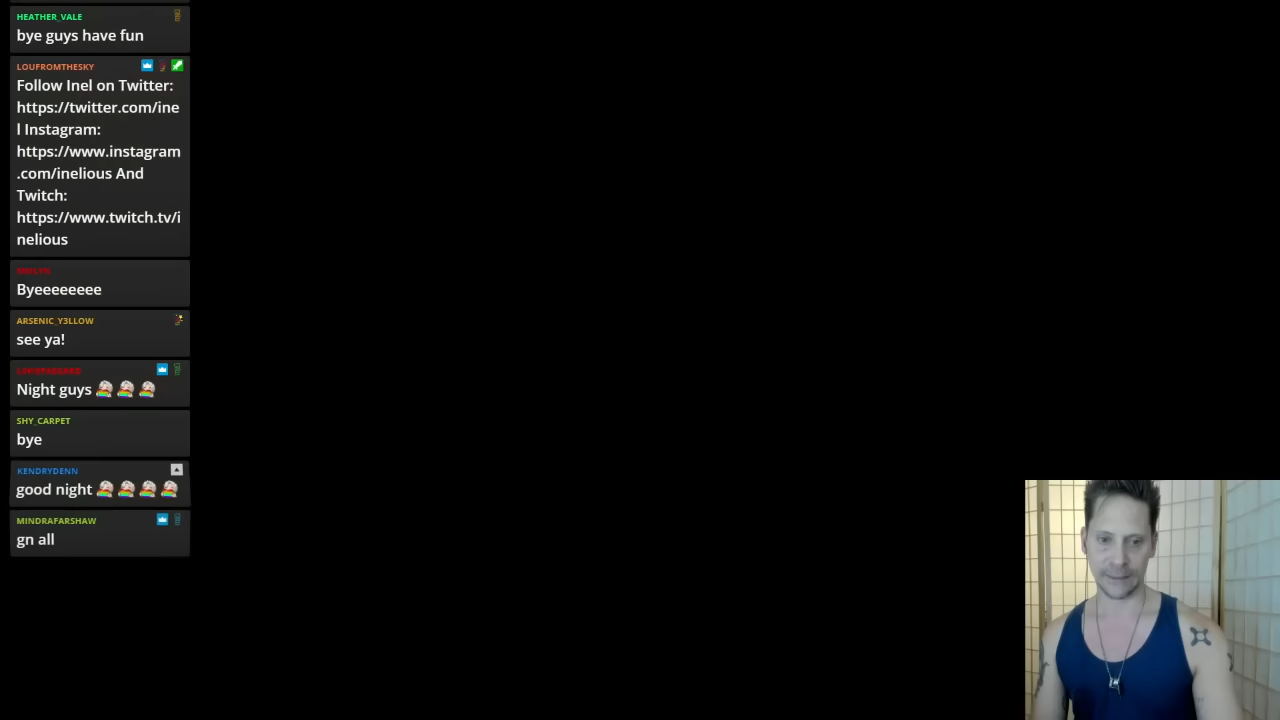 HEATHER_VALE
bye guys have fun
LOUFROMTHESKY
Follow Inel on Twitter:
https://twitter.com/ine
l Instagram:
https://www.instagram
.com/inelious And
Twitch:
https://www.twitch.tv/i
nelious
Byeeeeeeee
ARSENIC_Y3LLOW
see ya!
Night guys
SHY_CARPET
bye
KENDRYDENN
good night
MINDRAFARSHAW
gn all